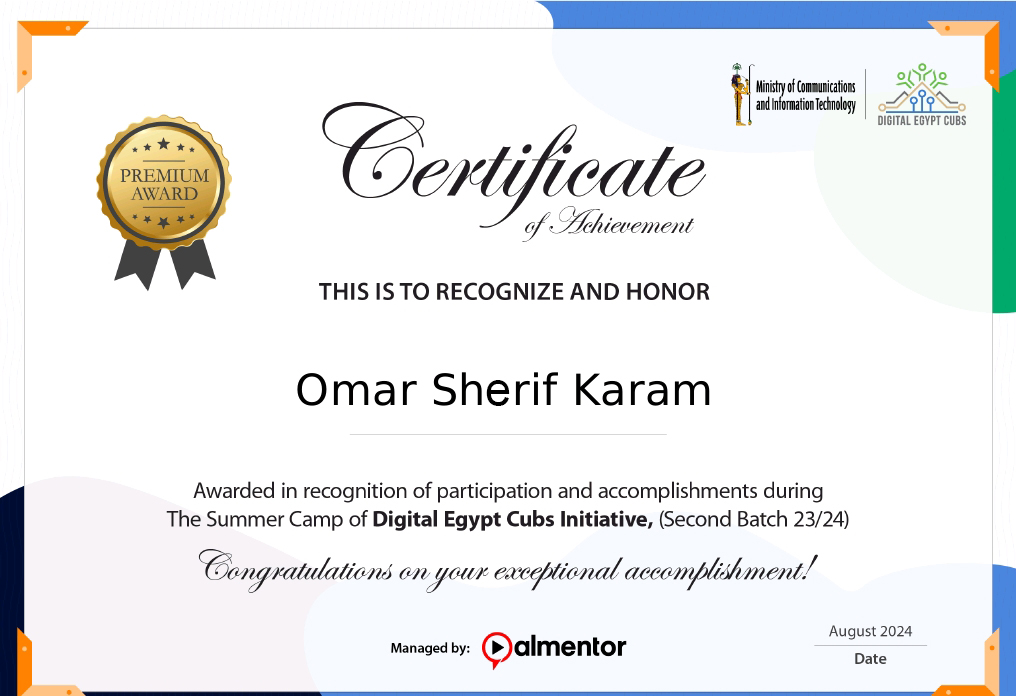 Ministry of Communications
and Information Technology
DIGITAL EGYPT CUBS
PREMIUM
AWARD
Certificate
of Achievement
THIS IS TO RECOGNIZE AND HONOR
Omar Sherif Karam
Awarded in recognition of participation and accomplishments during
The Summer Camp of Digital Egypt Cubs Initiative, (Second Batch 23/24)
Congratulations on your exceptional accomplishment!
Managed by: almentor
August 2024
Date